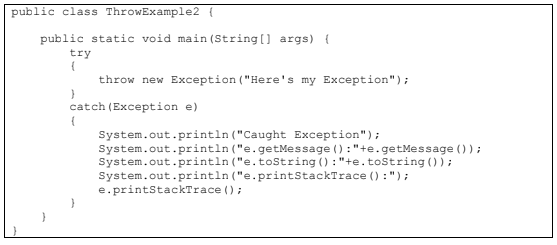 public class ThrowExample2 {
public static void main(String[] args) {
try
{
throw new Exception("Here's my Exception");
}
catch(Exception e)
{
System.out.println("Caught Exception");
System.out.println("e.getMessage():"+e.getMessage());
System.out.println("e.toString():"+e.toString());
System.out.println("e.printStackTrace():");
e.printStackTrace();
}
}
}